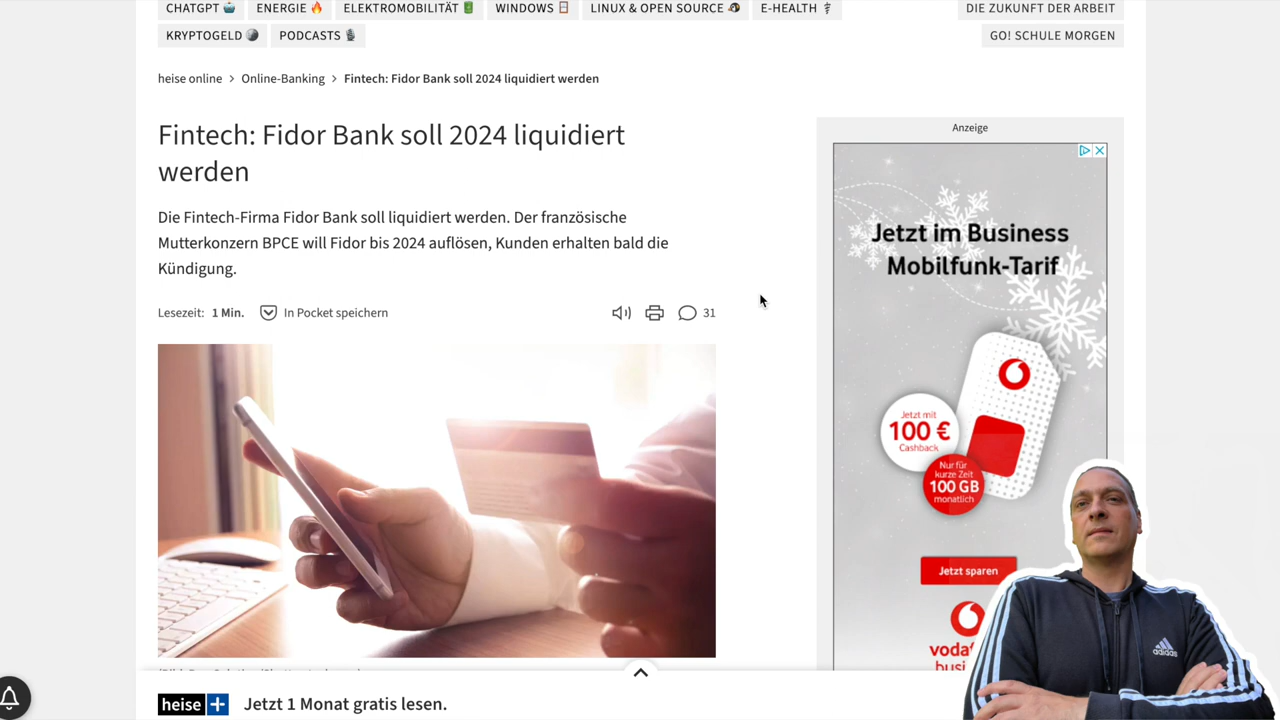 CHATGPT
ENERGIE
ELEKTROMOBILITÄT
WINDOWS
LINUX & OPEN SOURCE
E-HEALTH
DIE ZUKUNFT DER ARBEIT
KRYPTOGELD
PODCASTS
GO! SCHULE MORGEN
heise online > Online-Banking > Fintech: Fidor Bank soll 2024 liquidiert werden
Fintech: Fidor Bank soll 2024 liquidiert
werden
Die Fintech-Firma Fidor Bank soll liquidiert werden. Der französische
Mutterkonzern BPCE will Fidor bis 2024 auflösen, Kunden erhalten bald die
Kündigung.
Lesezeit: 1 Min.
In Pocket speichern
31
Anzeige
Jetzt im Business
Mobilfunk-Tarif
Jetzt mit
100 €
Cashback
Nur für
kurze Zeit
100 GB
monatlich
Jetzt sparen
adidas
heise+
Jetzt 1 Monat gratis lesen.